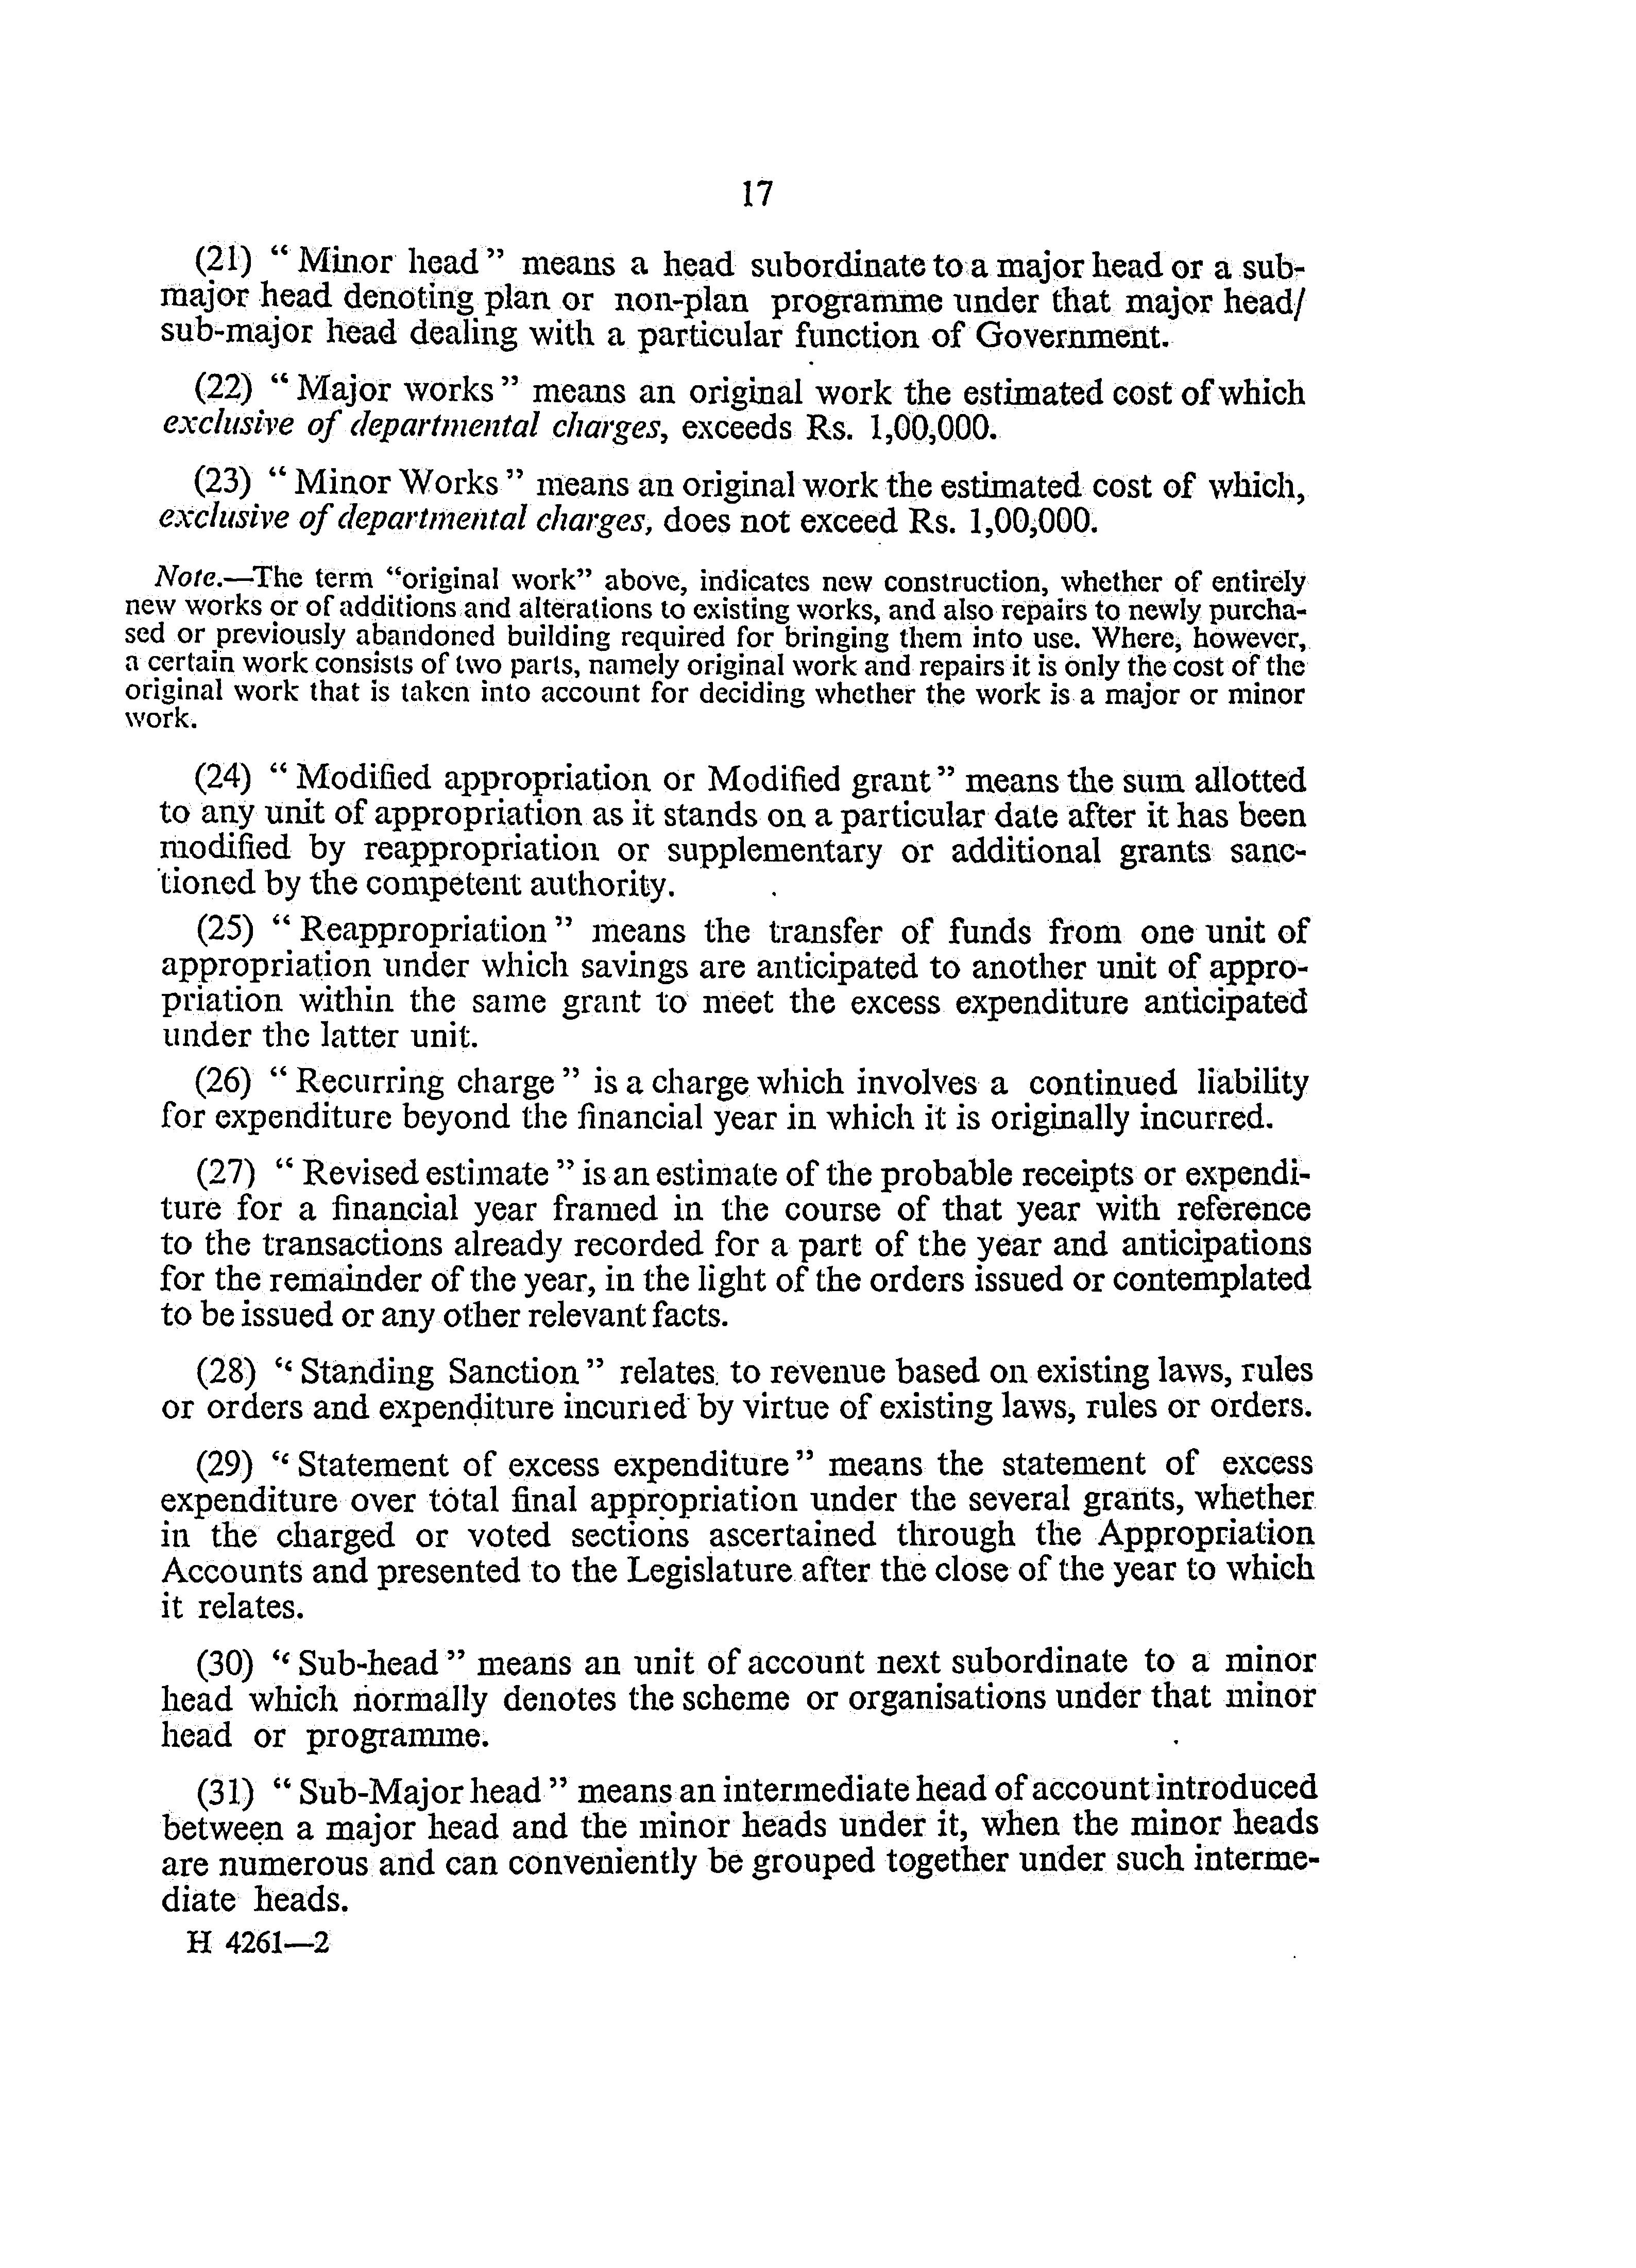 17
(21) “ Minor head ” means a head subordinate to a major head or a sub-
major head denoting plan or non-plan programme under that major head/
sub-major head dealing with a particular function of Government.
(22) “ Major works ” means an original work the estimated cost of which
exclusive of departmental charges, exceeds Rs. 1,00,000.
(23) “ Minor Works ” means an original work the estimated cost of which,
exclusive of departmental charges, does not exceed Rs. 1,00,000.
Note.—The term “original work” above, indicates new construction, whether of entirely
new works or of additions and alterations to existing works, and also repairs to newly purcha-
sed or previously abandoned building required for bringing them into use. Where, however,
a certain work consists of two parts, namely original work and repairs it is only the cost of the
original work that is taken into account for deciding whether the work is a major or minor
work.
(24) “ Modified appropriation or Modified grant ” means the sum allotted
to any unit of appropriation as it stands on a particular date after it has been
modified by reappropriation or supplementary or additional grants sanc-
tioned by the competent authority.
(25) “ Reappropriation ” means the transfer of funds from one unit of
appropriation under which savings are anticipated to another unit of appro-
priation within the same grant to meet the excess expenditure anticipated
under the latter unit.
(26) “ Recurring charge ” is a charge which involves a continued liability
for expenditure beyond the financial year in which it is originally incurred.
(27) “ Revised estimate ” is an estimate of the probable receipts or expendi-
ture for a financial year framed in the course of that year with reference
to the transactions already recorded for a part of the year and anticipations
for the remainder of the year, in the light of the orders issued or contemplated
to be issued or any other relevant facts.
(28) “ Standing Sanction ” relates to revenue based on existing laws, rules
or orders and expenditure incuried by virtue of existing laws, rules or orders.
(29) “ Statement of excess expenditure ” means the statement of excess
expenditure over total final appropriation under the several grants, whether
in the charged or voted sections ascertained through the Appropriation
Accounts and presented to the Legislature after the close of the year to which
it relates.
(30) “ Sub-head ” means an unit of account next subordinate to a minor
head which normally denotes the scheme or organisations under that minor
head or programme.
(31) “ Sub-Major head ” means an intermediate head of account introduced
between a major head and the minor heads under it, when the minor heads
are numerous and can conveniently be grouped together under such interme-
diate heads.
H 4261—2